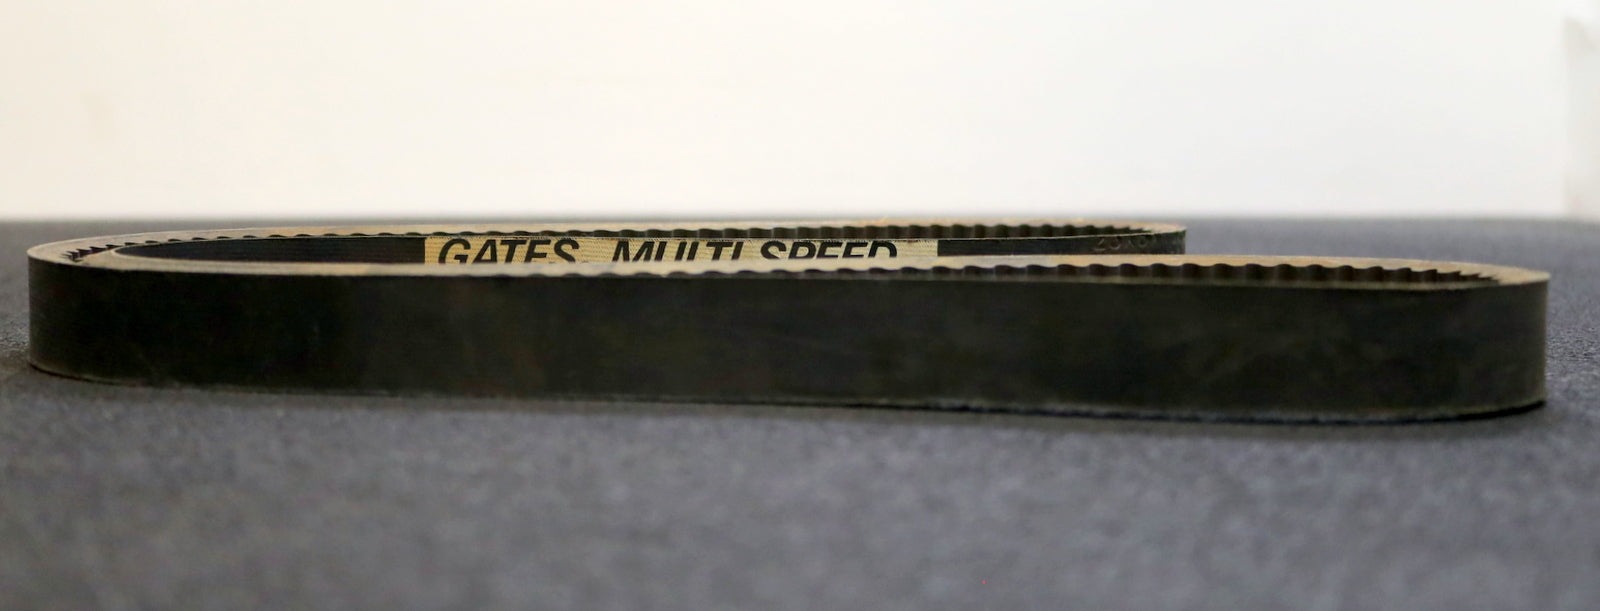 GATES MULTI SPEED